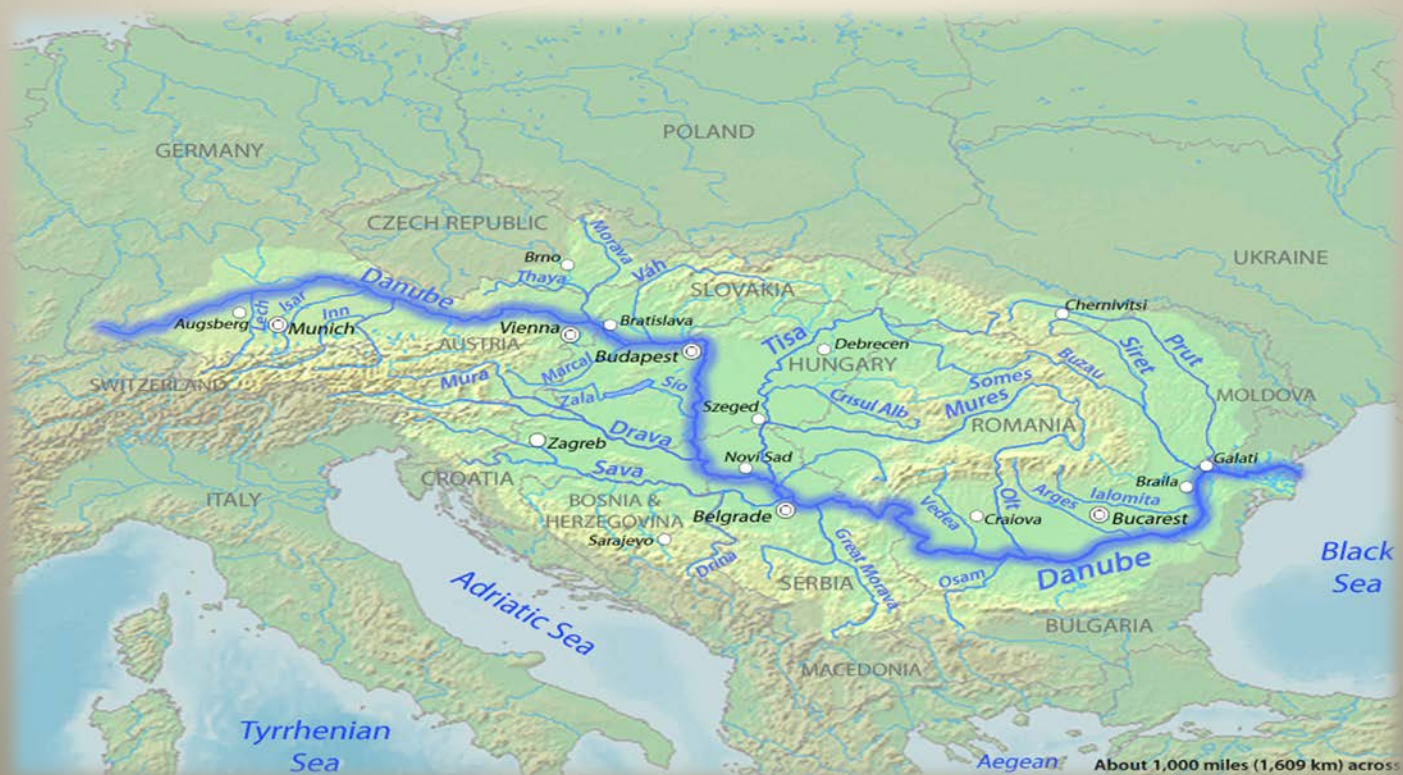 POLAND
GERMANY
CZECH REPUBLIC
Morava
Brno
Váh
UKRAINE
Thaya
Danube
SLOVAKIA
Chernivitsi
Augsberg
Lech
Isar
Inn
Munich
Vienna
Bratislava
Tisa
Debrecen
AUSTRIA
Budapest
HUNGARY
Buzau
Siret
Prut
SWITZERLAND
Mura
Marcal
Zala
Sio
Somes
MOLDOVA
Szeged
Crisul Alb
Mures
ROMANIA
Drava
Zagreb
Novi Sad
Galati
Sava
CROATIA
Braila
ITALY
BOSNIA &
HERZEGOVINA
Sarajevo
Belgrade
Vedea
Olt
Arges
Ialomita
Craiova
Bucarest
Drina
Great Morava
SERBIA
Osam
Danube
Black
Sea
Adriatic Sea
BULGARIA
MACEDONIA
Tyrrhenian
Sea
Aegean
About 1,000 miles (1,609 km) across